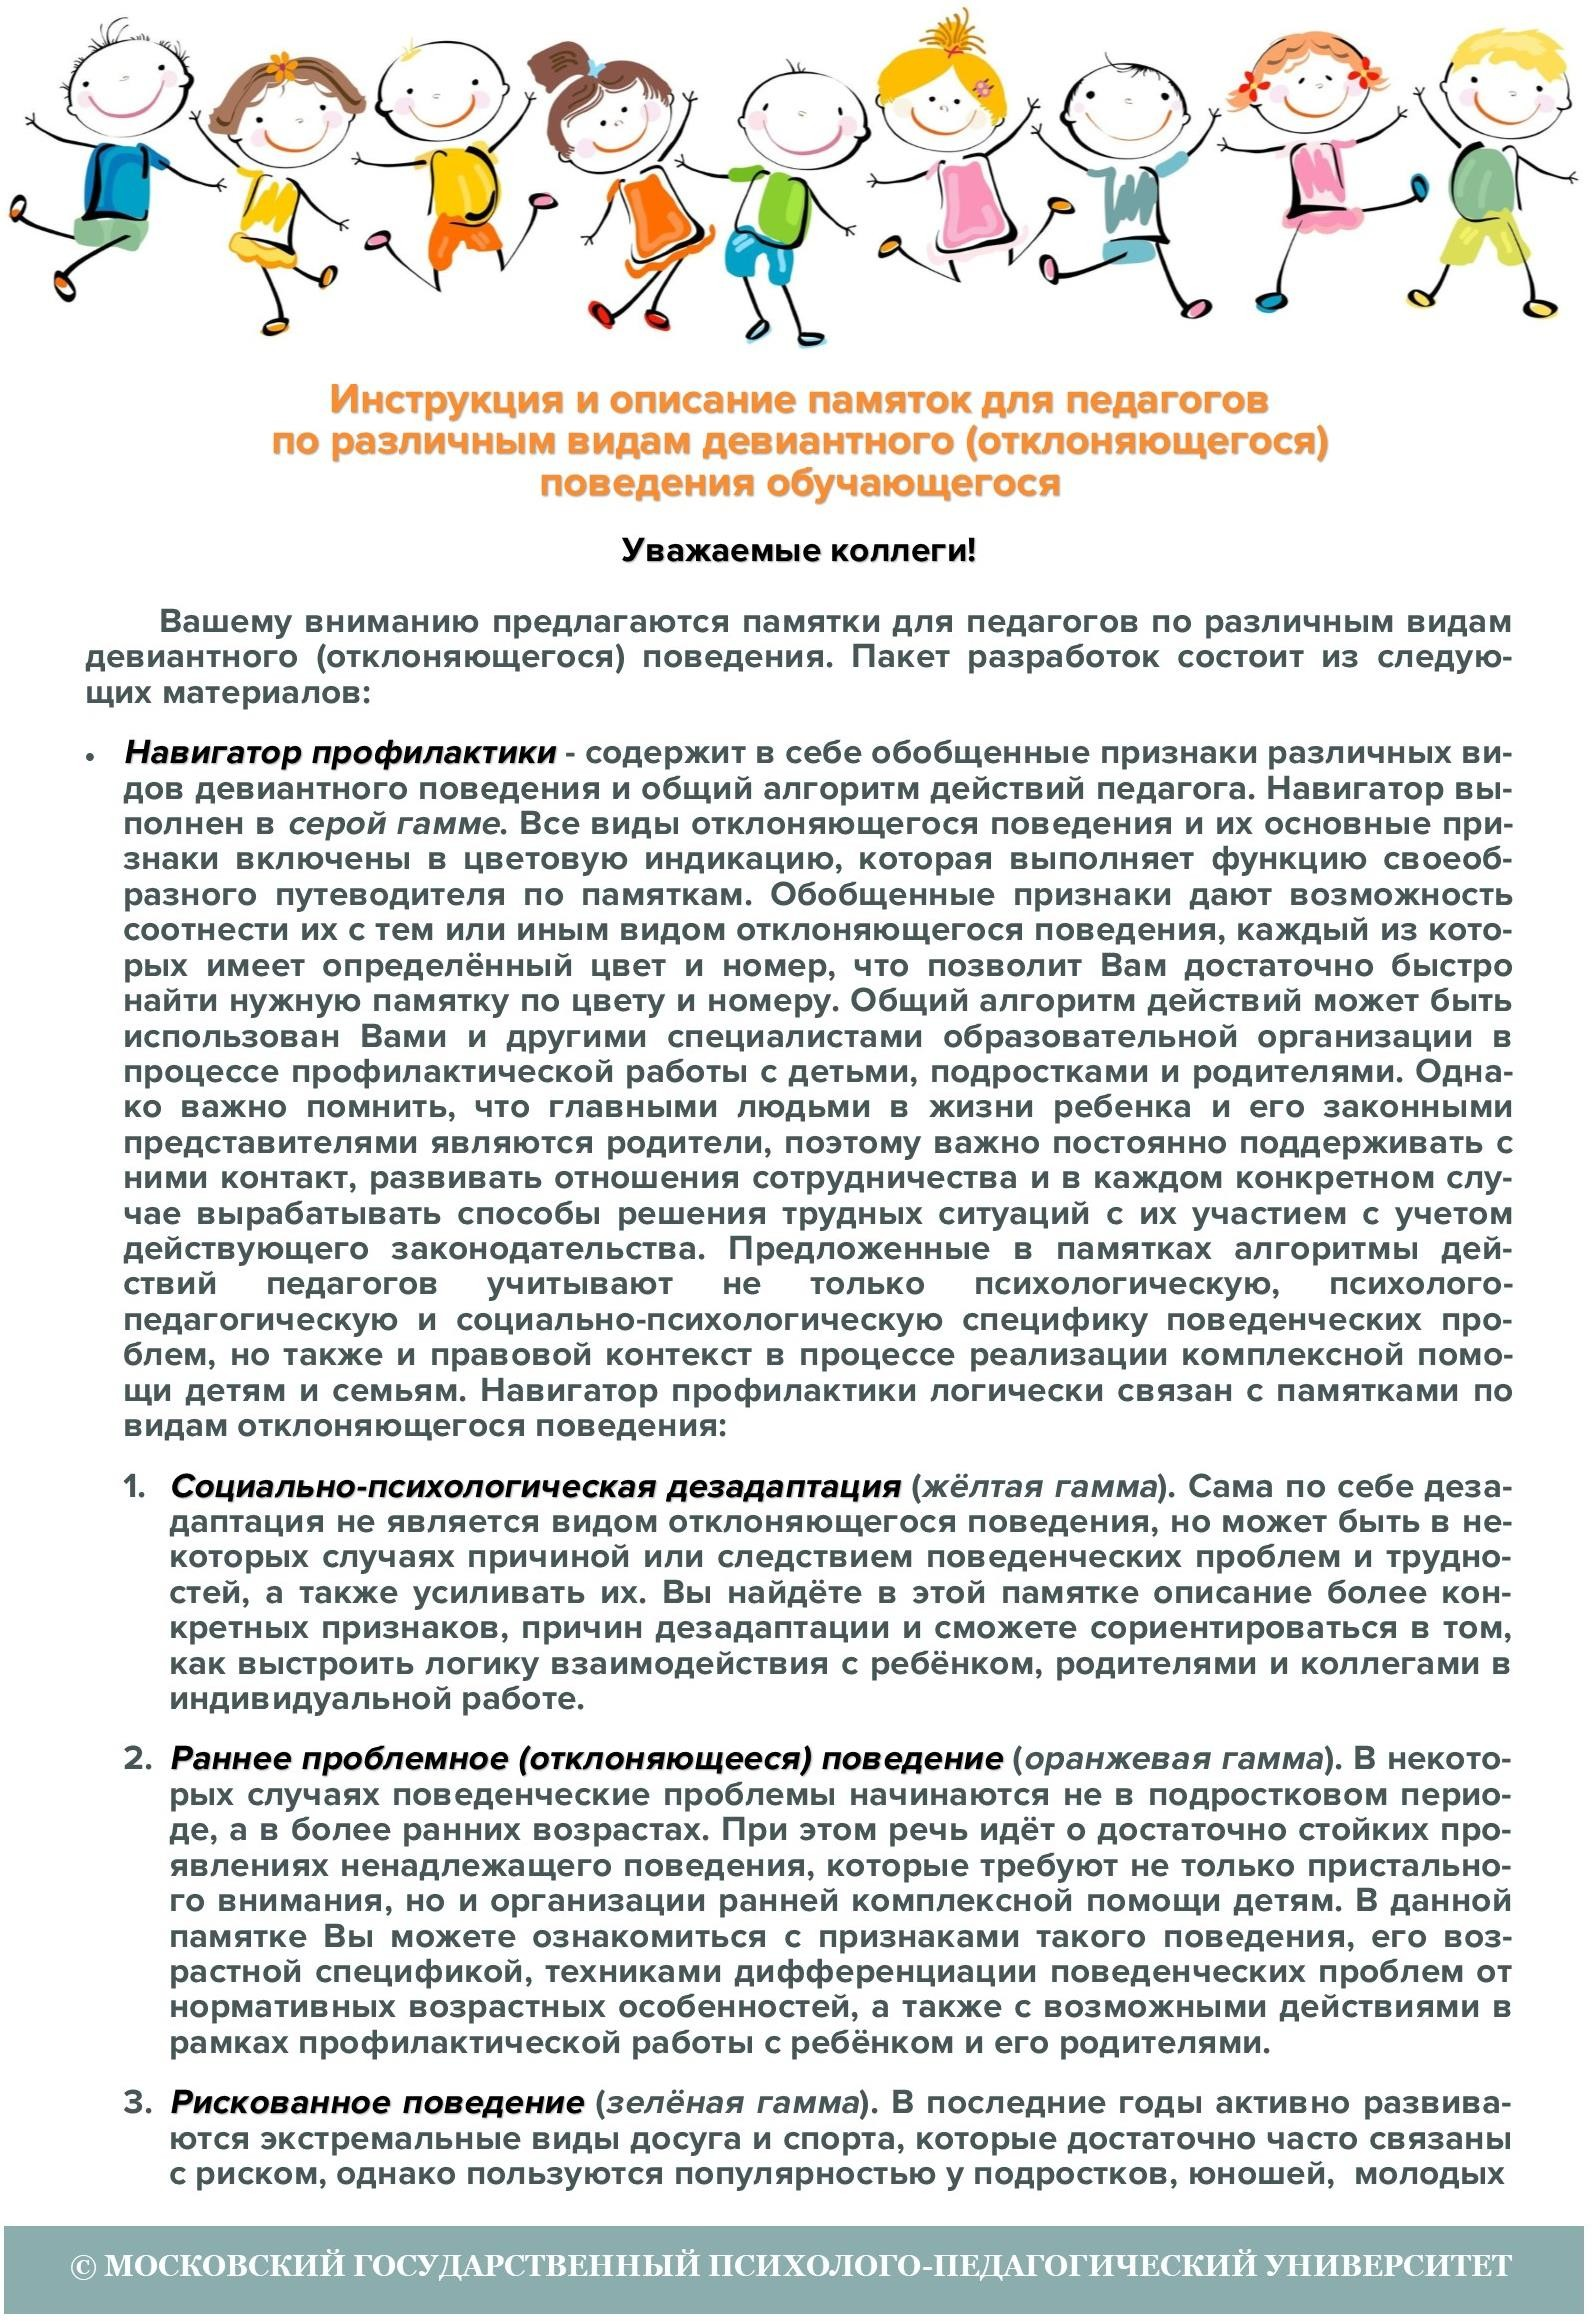 Инструкция и описание памяток для педагогов
по различным видам девиантного (отклоняющегося)
поведения обучающегося
Уважаемые коллеги!
Вашему вниманию предлагаются памятки для педагогов по различным видам
девиантного (отклоняющегося) поведения. Пакет разработок состоит из следую-
щих материалов:
• Навигатор профилактики - содержит в себе обобщенные признаки различных ви-
дов девиантного поведения и общий алгоритм действий педагога. Навигатор вы-
полнен в серой гамме. Все виды отклоняющегося поведения и их основные при-
знаки включены в цветовую индикацию, которая выполняет функцию своеоб-
разного путеводителя по памяткам. Обобщенные признаки дают возможность
соотнести их с тем или иным видом отклоняющегося поведения, каждый из кото-
рых имеет определённый цвет и номер, что позволит Вам достаточно быстро
найти нужную памятку по цвету и номеру. Общий алгоритм действий может быть
использован Вами и другими специалистами образовательной организации в
процессе профилактической работы с детьми, подростками и родителями. Одна-
ко важно помнить, что главными людьми в жизни ребенка и его законными
представителями являются родители, поэтому важно постоянно поддерживать с
ними контакт, развивать отношения сотрудничества и в каждом конкретном слу-
чае вырабатывать способы решения трудных ситуаций с их участием с учетом
действующего законодательства. Предложенные в памятках алгоритмы дей-
ствий педагогов учитывают не только психологическую, психолого-
педагогическую и социально-психологическую специфику поведенческих про-
блем, но также и правовой контекст в процессе реализации комплексной помо-
щи детям и семьям. Навигатор профилактики логически связан с памятками по
видам отклоняющегося поведения:
1. Социально-психологическая дезадаптация (жёлтая гамма). Сама по себе деза-
даптация не является видом отклоняющегося поведения, но может быть в не-
которых случаях причиной или следствием поведенческих проблем и трудно-
стей, а также усиливать их. Вы найдёте в этой памятке описание более кон-
кретных признаков, причин дезадаптации и сможете сориентироваться в том,
как выстроить логику взаимодействия с ребёнком, родителями и коллегами в
индивидуальной работе.
2. Раннее проблемное (отклоняющееся) поведение (оранжевая гамма). В некото-
рых случаях поведенческие проблемы начинаются не в подростковом перио-
де, а в более ранних возрастах. При этом речь идёт о достаточно стойких про-
явлениях ненадлежащего поведения, которые требуют не только пристально-
го внимания, но и организации ранней комплексной помощи детям. В данной
памятке Вы можете ознакомиться с признаками такого поведения, его воз-
растной спецификой, техниками дифференциации поведенческих проблем от
нормативных возрастных особенностей, а также с возможными действиями в
рамках профилактической работы с ребёнком и его родителями.
3. Рискованное поведение (зелёная гамма). В последние годы активно развива-
ются экстремальные виды досуга и спорта, которые достаточно часто связаны
с риском, однако пользуются популярностью у подростков, юношей, молодых
© МОСКОВСКИЙ ГОСУДАРСТВЕННЫЙ ПСИХОЛОГО-ПЕДАГОГИЧЕСКИЙ УНИВЕРСИТЕТ